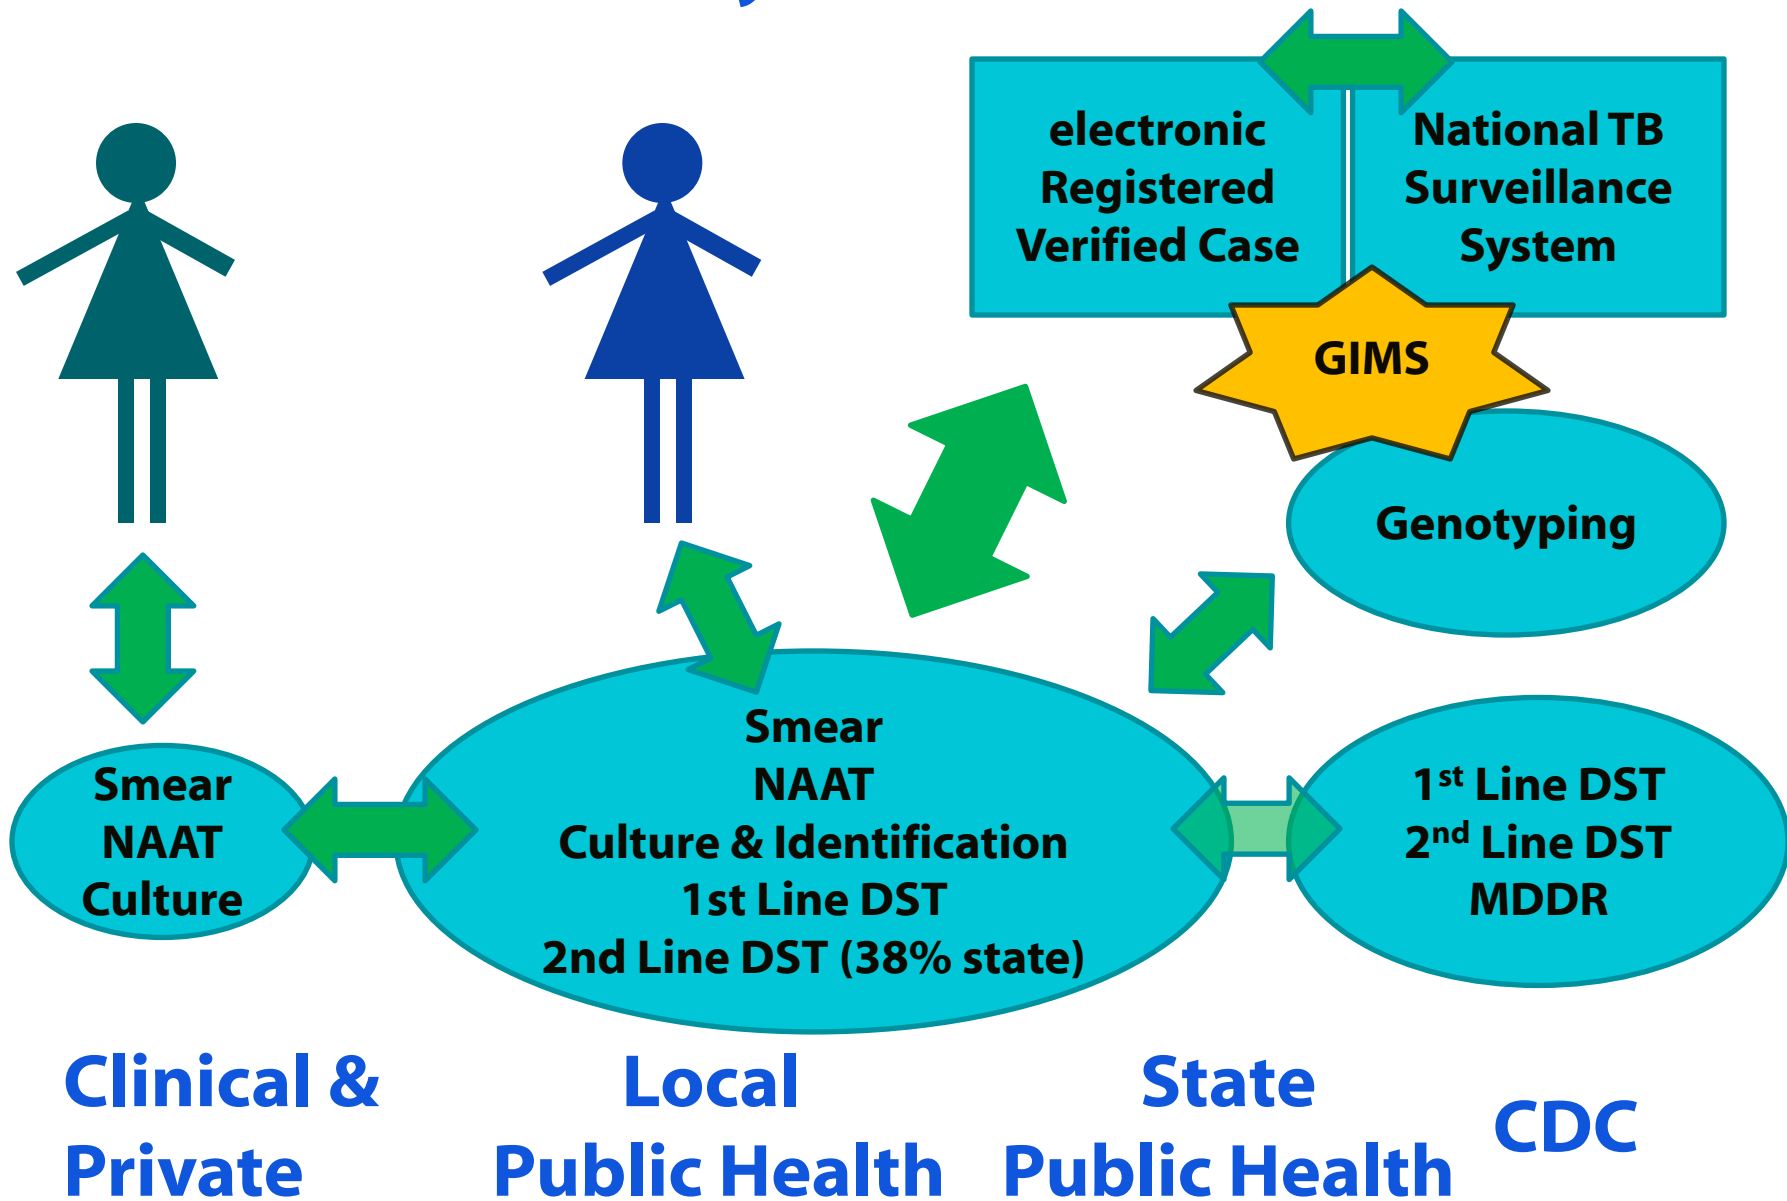 electronic
Registered
Verified Case
National TB
Surveillance
System
GIMS
Genotyping
Smear
NAAT
Culture
Smear
NAAT
Culture & Identification
1st Line DST
2nd Line DST (38% state)
1st Line DST
2nd Line DST
MDDR
Clinical &
Private
Local
Public Health
State
Public Health
CDC